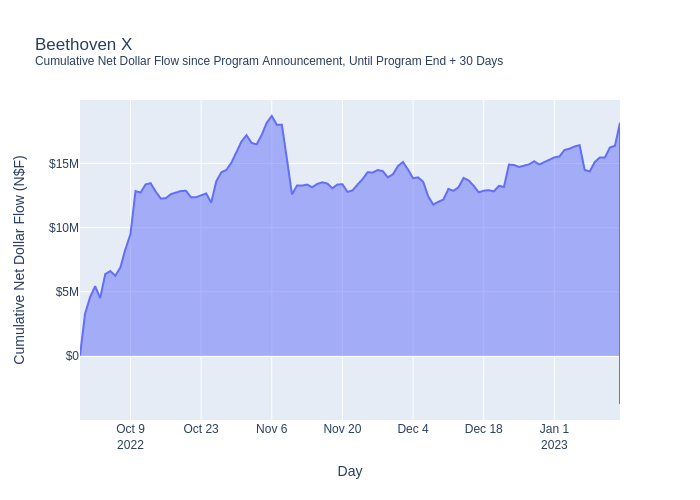 Beethoven X
Cumulative Net Dollar Flow since Program Announcement, Until Program End + 30 Days
Cumulative Net Dollar Flow (N$F)
$15M
$10M
$5M
$0
Oct 9
2022
Oct 23
Nov 6
Nov 20
Dec 4
Dec 18
Jan 1
2023
Day